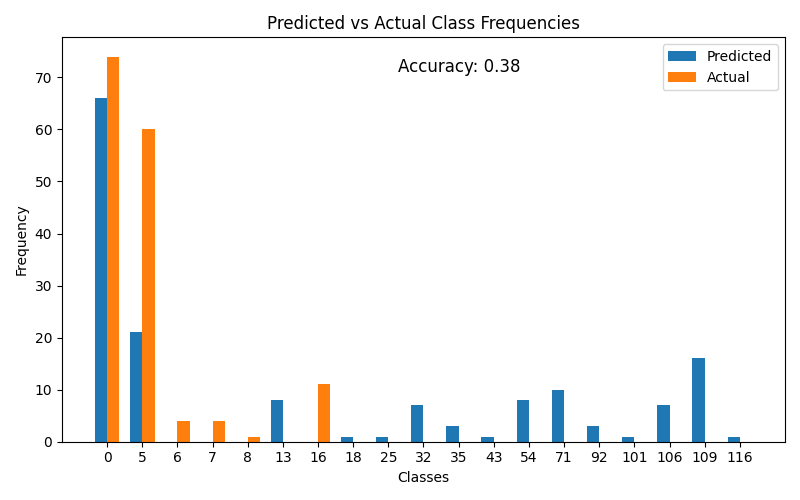 Predicted vs Actual Class Frequencies
Accuracy: 0.38
Predicted
Actual
Frequency
70
60
50
40
30
20
10
0
0 5 6 7 8 13 16 18 25 32 35 43 54 71 92 101 106 109 116
Classes